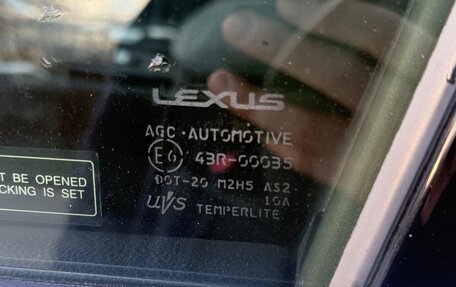 LEXUS
AGC AUTOMOTIVE
E6 43R-00035
DOT-20 M2H5 AS2
10A
UVS TEMPERLITE
T BE OPENED
CKING IS SET